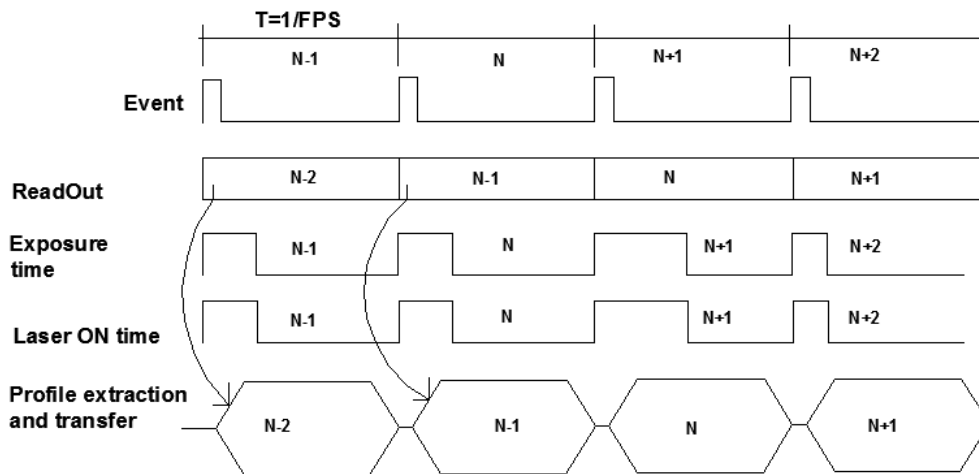 T=1/FPS
N-1 N N+1 N+2
Event
ReadOut N-2 N-1 N N+1
Exposure
time N-1 N N+1 N+2
Laser ON time N-1 N N+1 N+2
Profile extraction
and transfer N-2 N-1 N N+1